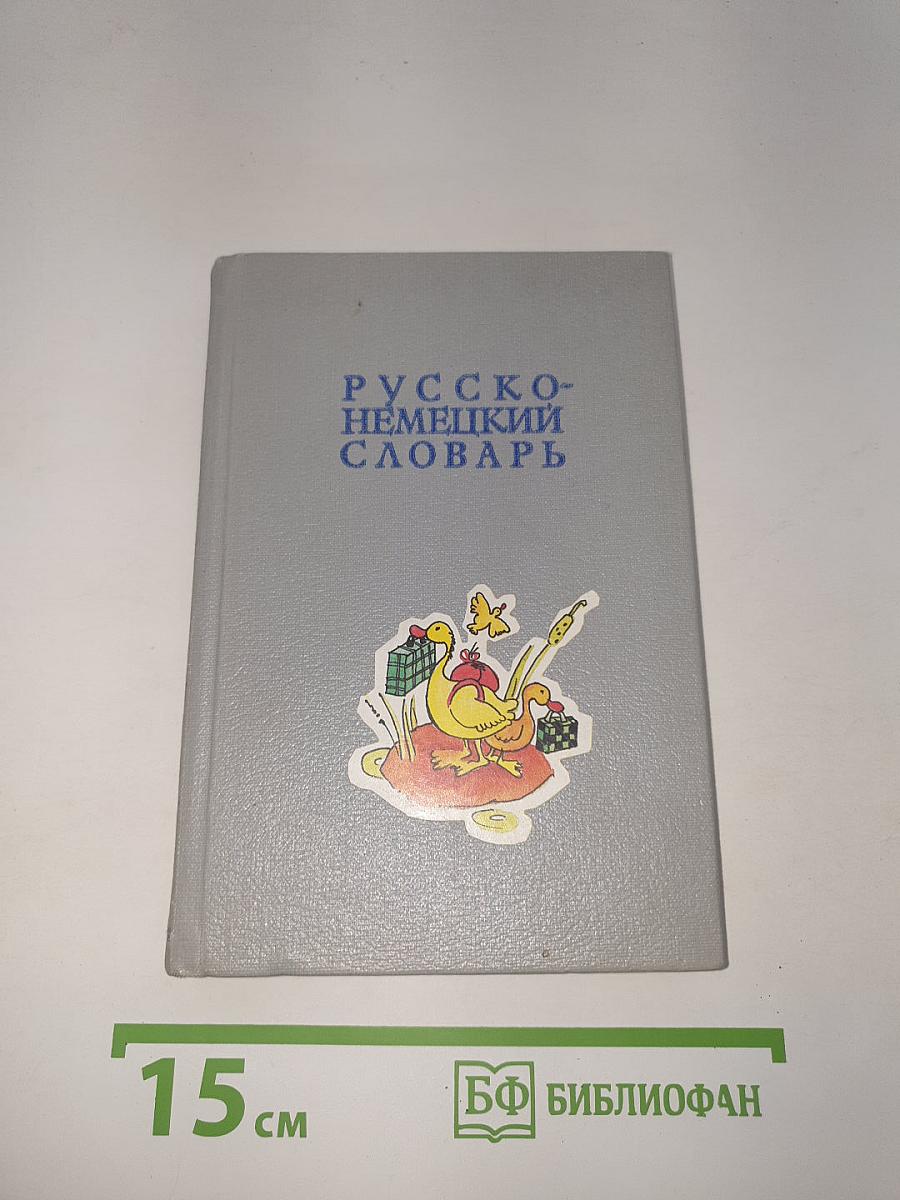 РУССКО-
НЕМЕЦКИЙ
СЛОВАРЬ
15 см
БФ БИБЛИОФАН